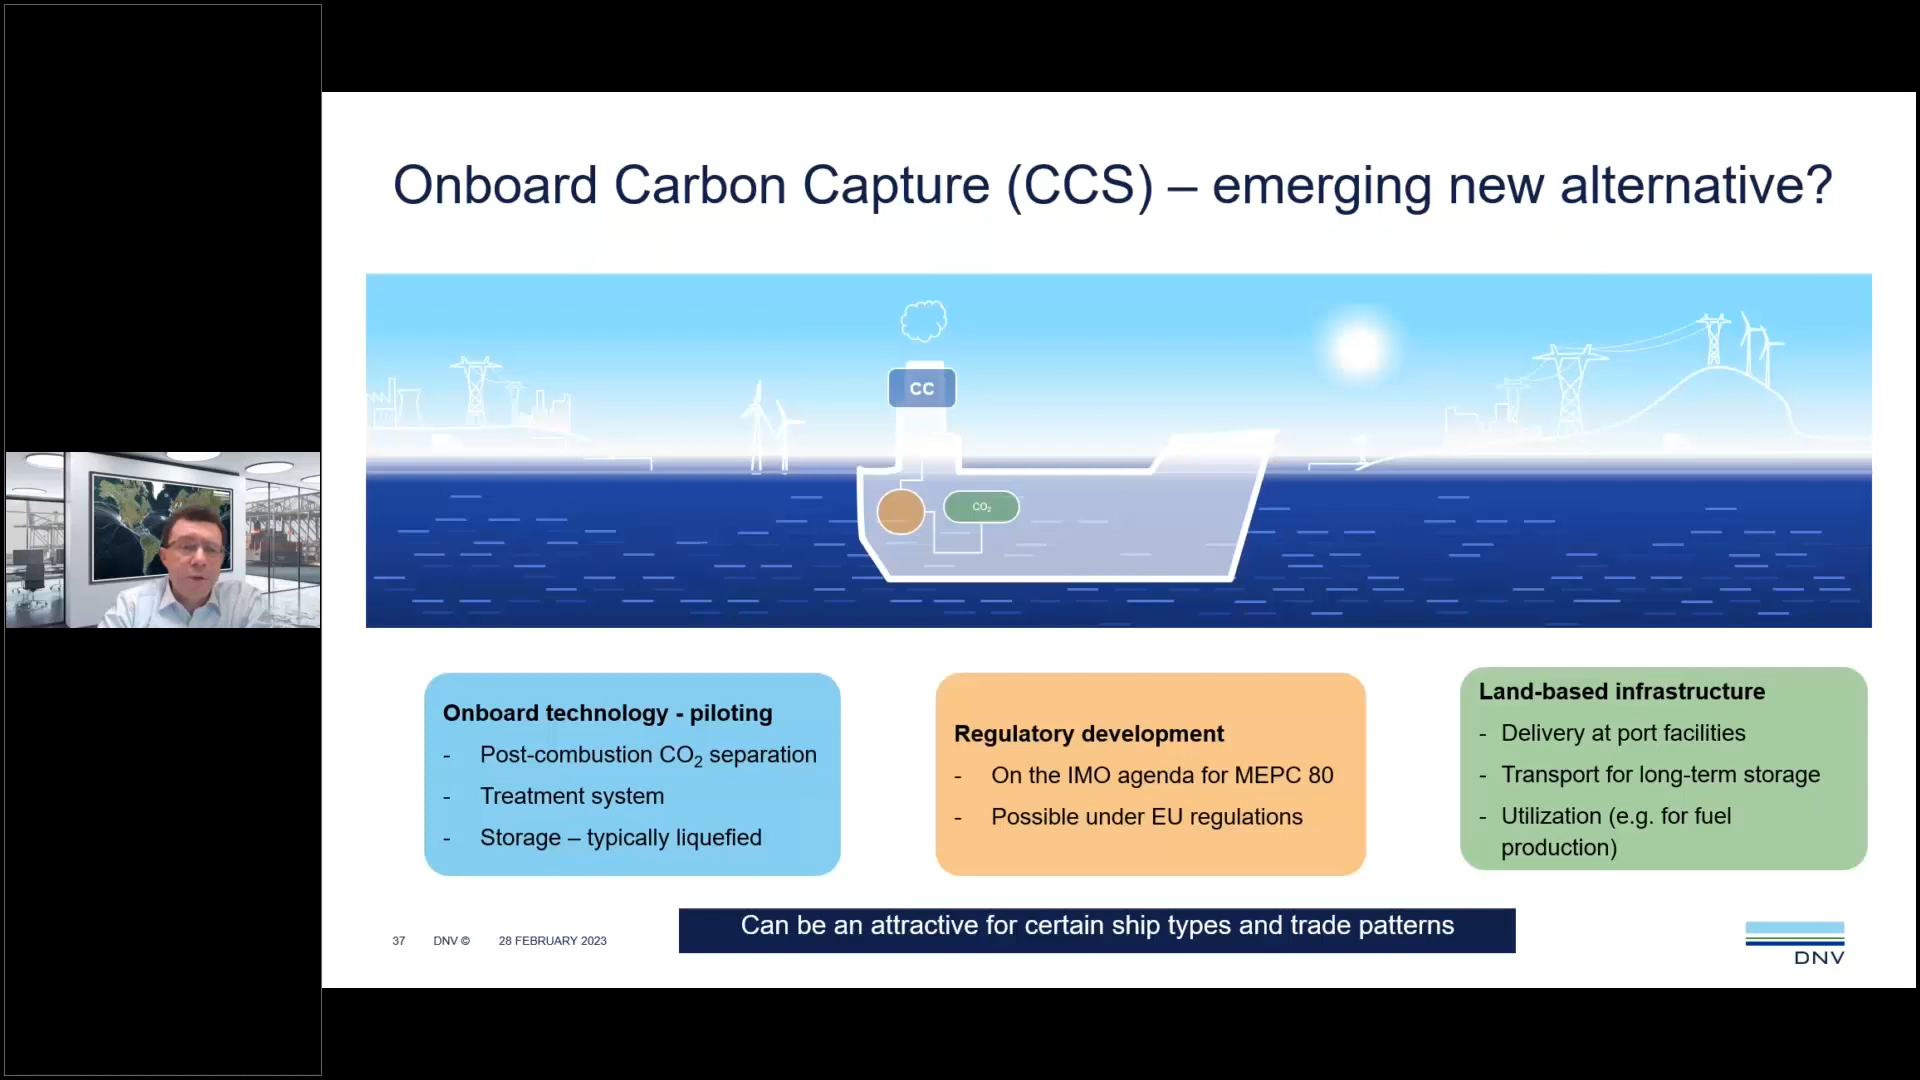 Onboard Carbon Capture (CCS) – emerging new alternative?
CC
CO₂
Onboard technology - piloting
- Post-combustion CO₂ separation
- Treatment system
- Storage – typically liquefied
Regulatory development
- On the IMO agenda for MEPC 80
- Possible under EU regulations
Land-based infrastructure
- Delivery at port facilities
- Transport for long-term storage
- Utilization (e.g. for fuel
production)
Can be an attractive for certain ship types and trade patterns
37 DNV © 28 FEBRUARY 2023
DNV